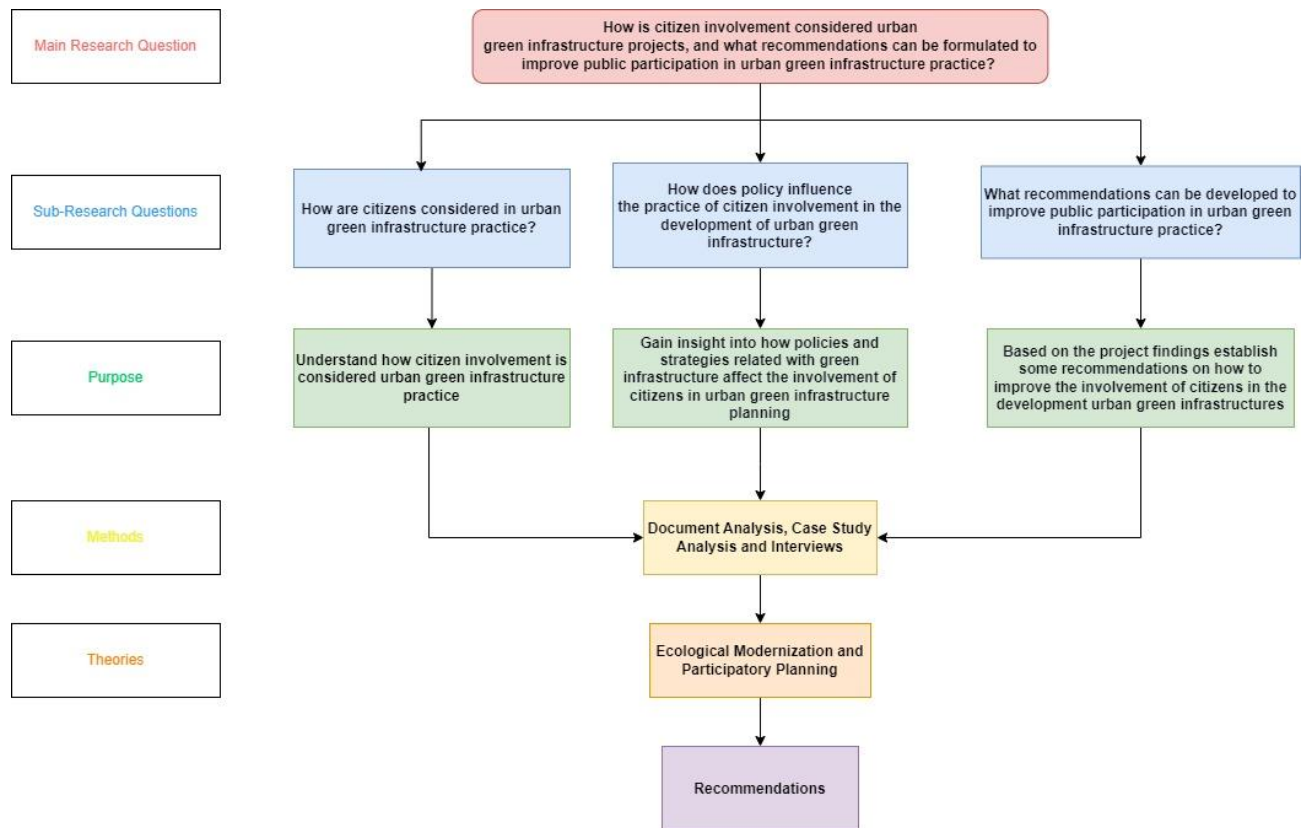 Main Research Question
How is citizen involvement considered urban
green infrastructure projects, and what recommendations can be formulated to
improve public participation in urban green infrastructure practice?
Sub-Research Questions
How are citizens considered in urban
green infrastructure practice?
How does policy influence
the practice of citizen involvement in the
development of urban green
infrastructure?
What recommendations can be developed to
improve public participation in urban green
infrastructure practice?
Purpose
Understand how citizen involvement is
considered urban green infrastructure
practice
Gain insight into how policies and
strategies related with green
infrastructure affect the involvement of
citizens in urban green infrastructure
planning
Based on the project findings establish
some recommendations on how to
improve the involvement of citizens in the
development urban green infrastructures
Methods
Document Analysis, Case Study
Analysis and Interviews
Theories
Ecological Modernization and
Participatory Planning
Recommendations